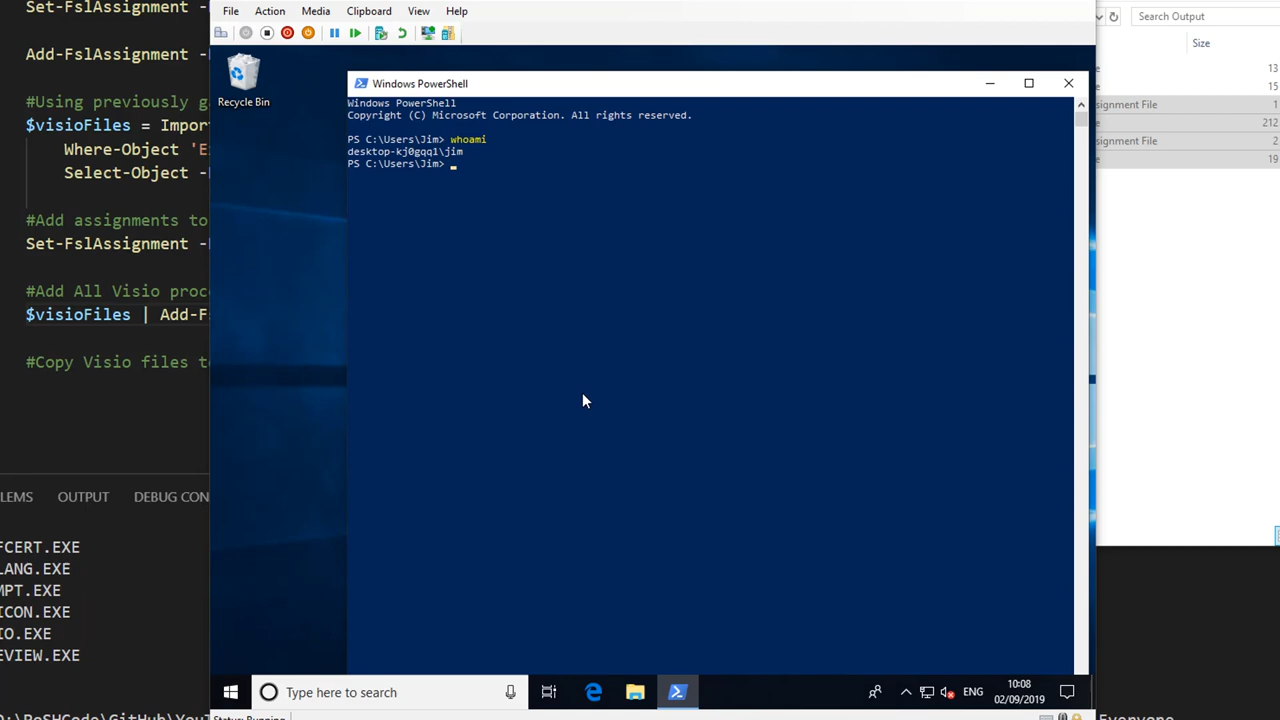 Set-FslAssignment -
Add-FslAssignment -
#Using previously g
$visioFiles = Import
Where-Object 'E
Select-Object -
#Add assignments to
Set-FslAssignment -
#Add All Visio proc
$visioFiles | Add-F
#Copy Visio files t
LEMS OUTPUT DEBUG CON
FCERT.EXE
LANG.EXE
MPT.EXE
ICON.EXE
IO.EXE
EVIEW.EXE
File Action Media Clipboard View Help
Recycle Bin
Windows PowerShell
Windows PowerShell
Copyright (C) Microsoft Corporation. All rights reserved.
PS C:\Users\Jim> whoami
desktop-kj0gqql\jim
PS C:\Users\Jim>
Type here to search
ENG
10:08
02/09/2019
Search Output
Size
e 13
e 15
signment File 1
e 212
signment File 2
e 19
Everyone